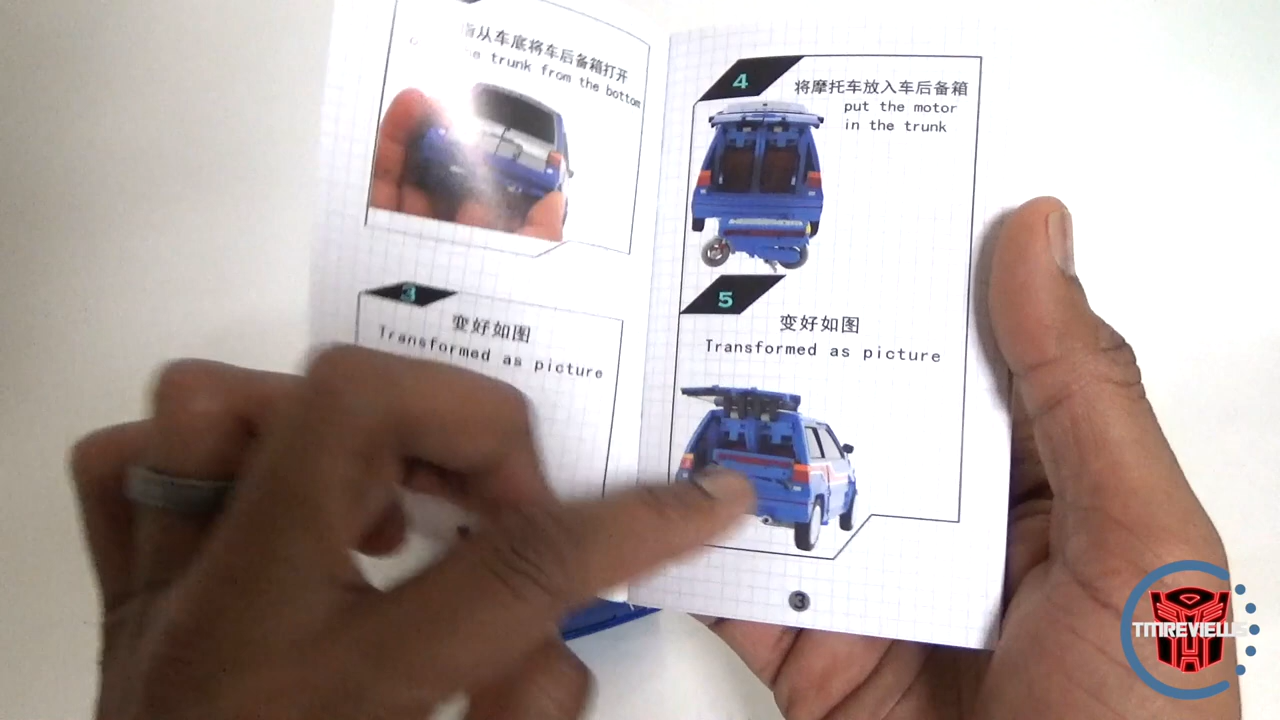 从车底将车后备箱打开
trunk from the bottom
3
变好如图
Transformed as picture
4
将摩托车放入车后备箱
put the motor
in the trunk
5
变好如图
Transformed as picture
3
TMREVIEWS